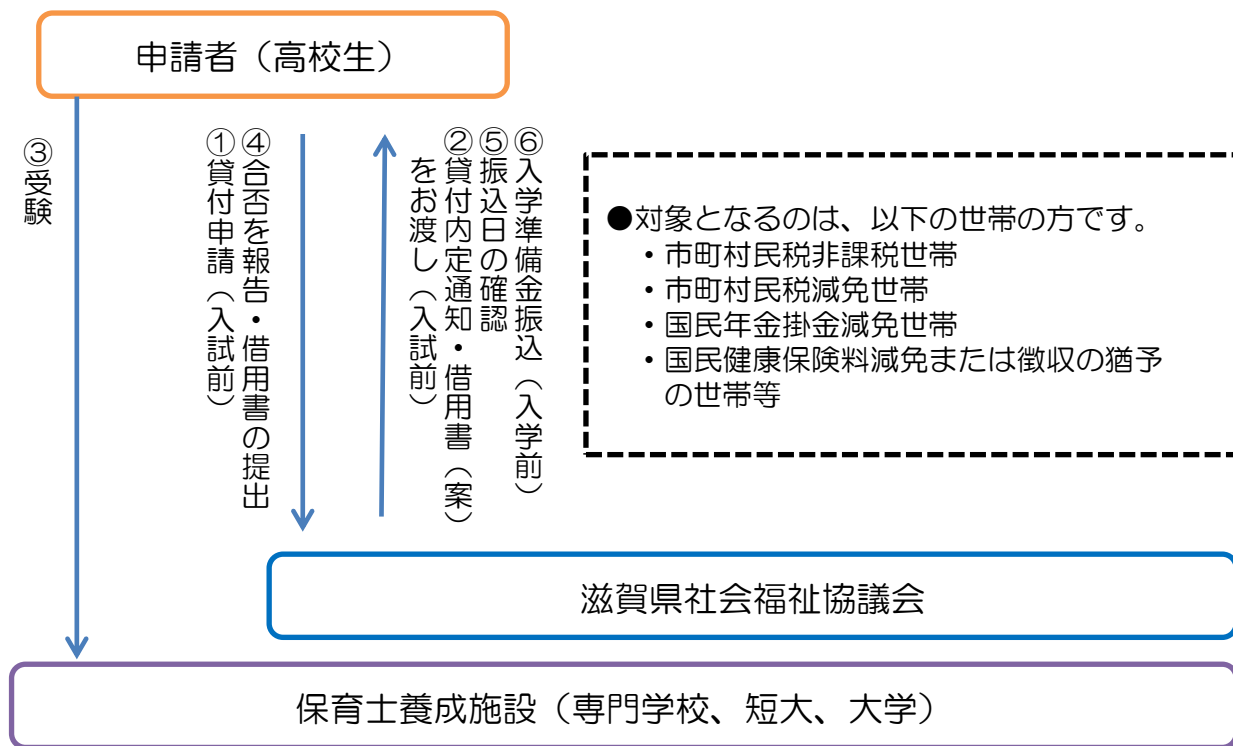 申請者（高校生）
③受験
⑥入学準備金振込（入学前）
⑤振込日の確認
②貸付内定通知・借用書（案）
をお渡し（入試前）
④合否を報告・借用書の提出
①貸付申請（入試前）
●対象となるのは、以下の世帯の方です。
・市町村民税非課税世帯
・市町村民税減免世帯
・国民年金掛金減免世帯
・国民健康保険料減免または徴収の猶予
の世帯等
滋賀県社会福祉協議会
保育士養成施設（専門学校、短大、大学）